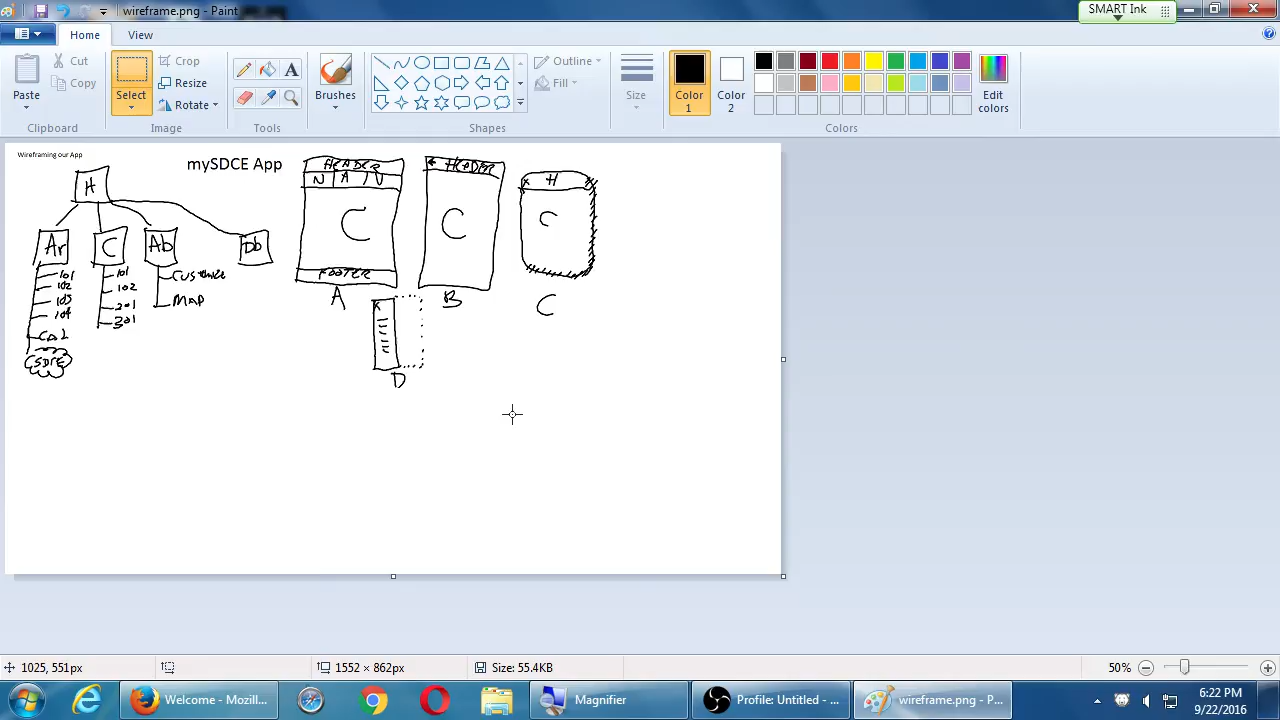 wireframe.png - Paint
SMART Ink
Home
View
Paste
Cut
Copy
Clipboard
Select
Crop
Resize
Rotate
Image
Tools
Brushes
Shapes
Outline
Fill
Size
Color 1
Color 2
Edit colors
Colors
Wireframing our App
mySDCE App
H
Ar
C
Ab
Db
101
102
103
104
CAL
SDCE
101
102
201
301
MAP
HEADER
N A V
C
FOOTER
A
HEADER
C
B
x H
C
C
x
D
1025, 551px
1552 × 862px
Size: 55.4KB
50%
Welcome - Mozill...
Magnifier
Profile: Untitled - ...
wireframe.png - P...
6:22 PM
9/22/2016